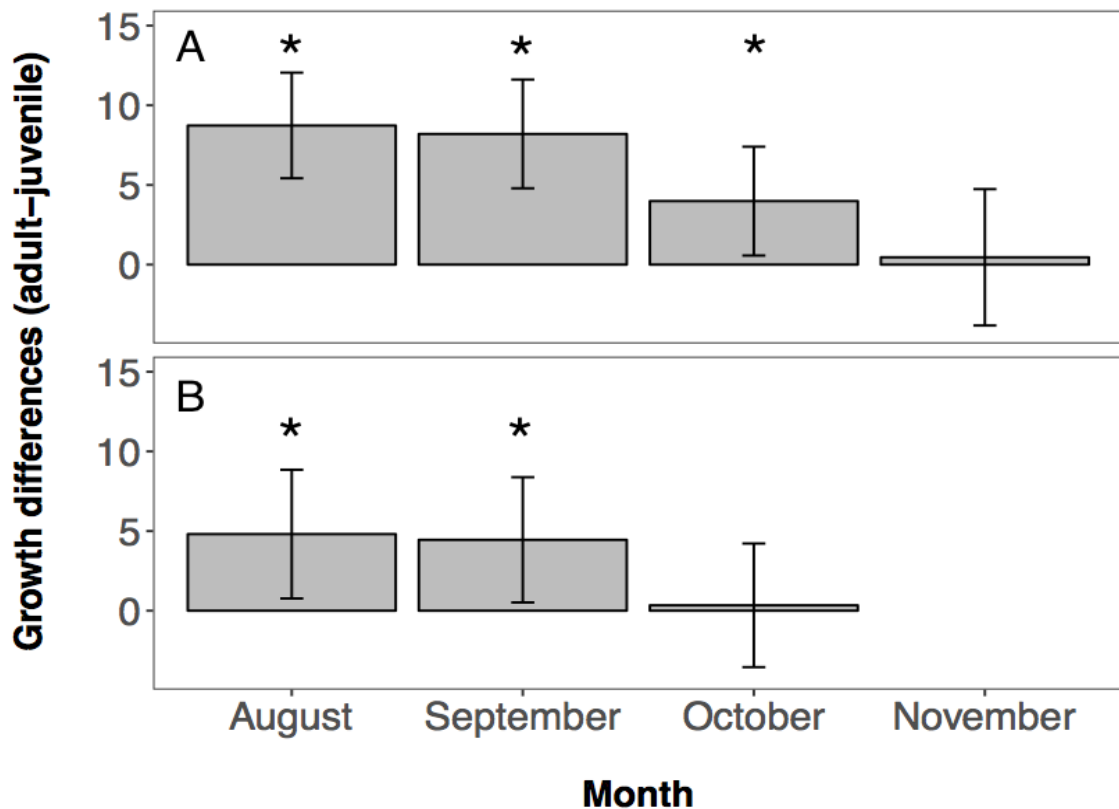 Growth differences (adult–juvenile)
A
* * *
15
10
5
0
B
* *
15
10
5
0
August September October November
Month